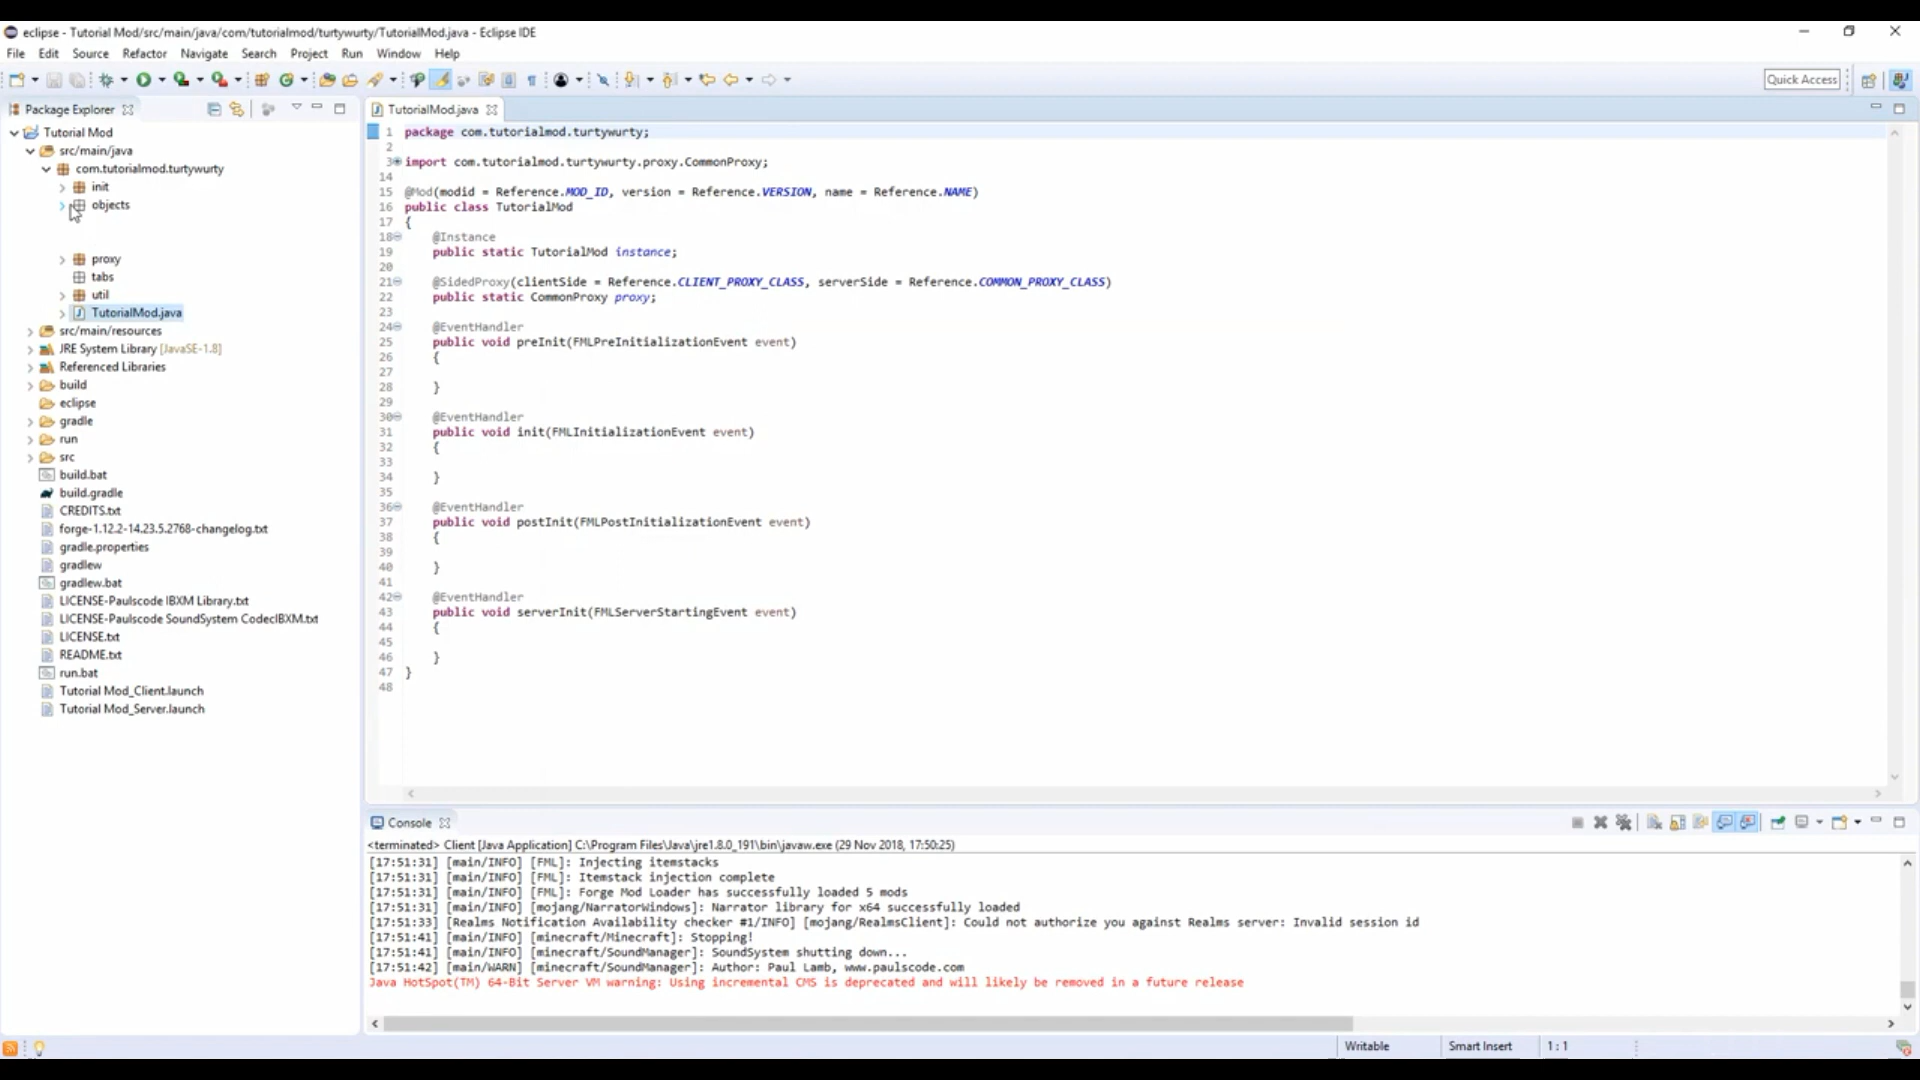 eclipse - Tutorial Mod/src/main/java/com/tutorialmod/turtywurty/TutorialMod.java - Eclipse IDE
File Edit Source Refactor Navigate Search Project Run Window Help
Quick Access
Package Explorer
Tutorial Mod
src/main/java
com.tutorialmod.turtywurty
init
objects
proxy
tabs
util
TutorialMod.java
src/main/resources
JRE System Library [JavaSE-1.8]
Referenced Libraries
build
eclipse
gradle
run
src
build.bat
build.gradle
CREDITS.txt
forge-1.12.2-14.23.5.2768-changelog.txt
gradle.properties
gradlew
gradlew.bat
LICENSE-Paulscode IBXM Library.txt
LICENSE-Paulscode SoundSystem CodecIBXM.txt
LICENSE.txt
README.txt
run.bat
Tutorial Mod_Client.launch
Tutorial Mod_Server.launch
TutorialMod.java
1 package com.tutorialmod.turtywurty;
2
3 import com.tutorialmod.turtywurty.proxy.CommonProxy;
14
15 @Mod(modid = Reference.MOD_ID, version = Reference.VERSION, name = Reference.NAME)
16 public class TutorialMod
17 {
18 @Instance
19 public static TutorialMod instance;
20
21 @SidedProxy(clientSide = Reference.CLIENT_PROXY_CLASS, serverSide = Reference.COMMON_PROXY_CLASS)
22 public static CommonProxy proxy;
23
24 @EventHandler
25 public void preInit(FMLPreInitializationEvent event)
26 {
27
28 }
29
30 @EventHandler
31 public void init(FMLInitializationEvent event)
32 {
33
34 }
35
36 @EventHandler
37 public void postInit(FMLPostInitializationEvent event)
38 {
39
40 }
41
42 @EventHandler
43 public void serverInit(FMLServerStartingEvent event)
44 {
45
46 }
47 }
48
Console
<terminated> Client [Java Application] C:\Program Files\Java\jre1.8.0_191\bin\javaw.exe (29 Nov 2018, 17:50:25)
[17:51:31] [main/INFO] [FML]: Injecting itemstacks
[17:51:31] [main/INFO] [FML]: Itemstack injection complete
[17:51:31] [main/INFO] [FML]: Forge Mod Loader has successfully loaded 5 mods
[17:51:31] [main/INFO] [mojang/NarratorWindows]: Narrator library for x64 successfully loaded
[17:51:33] [Realms Notification Availability checker #1/INFO] [mojang/RealmsClient]: Could not authorize you against Realms server: Invalid session id
[17:51:41] [main/INFO] [minecraft/Minecraft]: Stopping!
[17:51:41] [main/INFO] [minecraft/SoundManager]: SoundSystem shutting down...
[17:51:42] [main/WARN] [minecraft/SoundManager]: Author: Paul Lamb, www.paulscode.com
Java HotSpot(TM) 64-Bit Server VM warning: Using incremental CMS is deprecated and will likely be removed in a future release
Writable Smart Insert 1 : 1